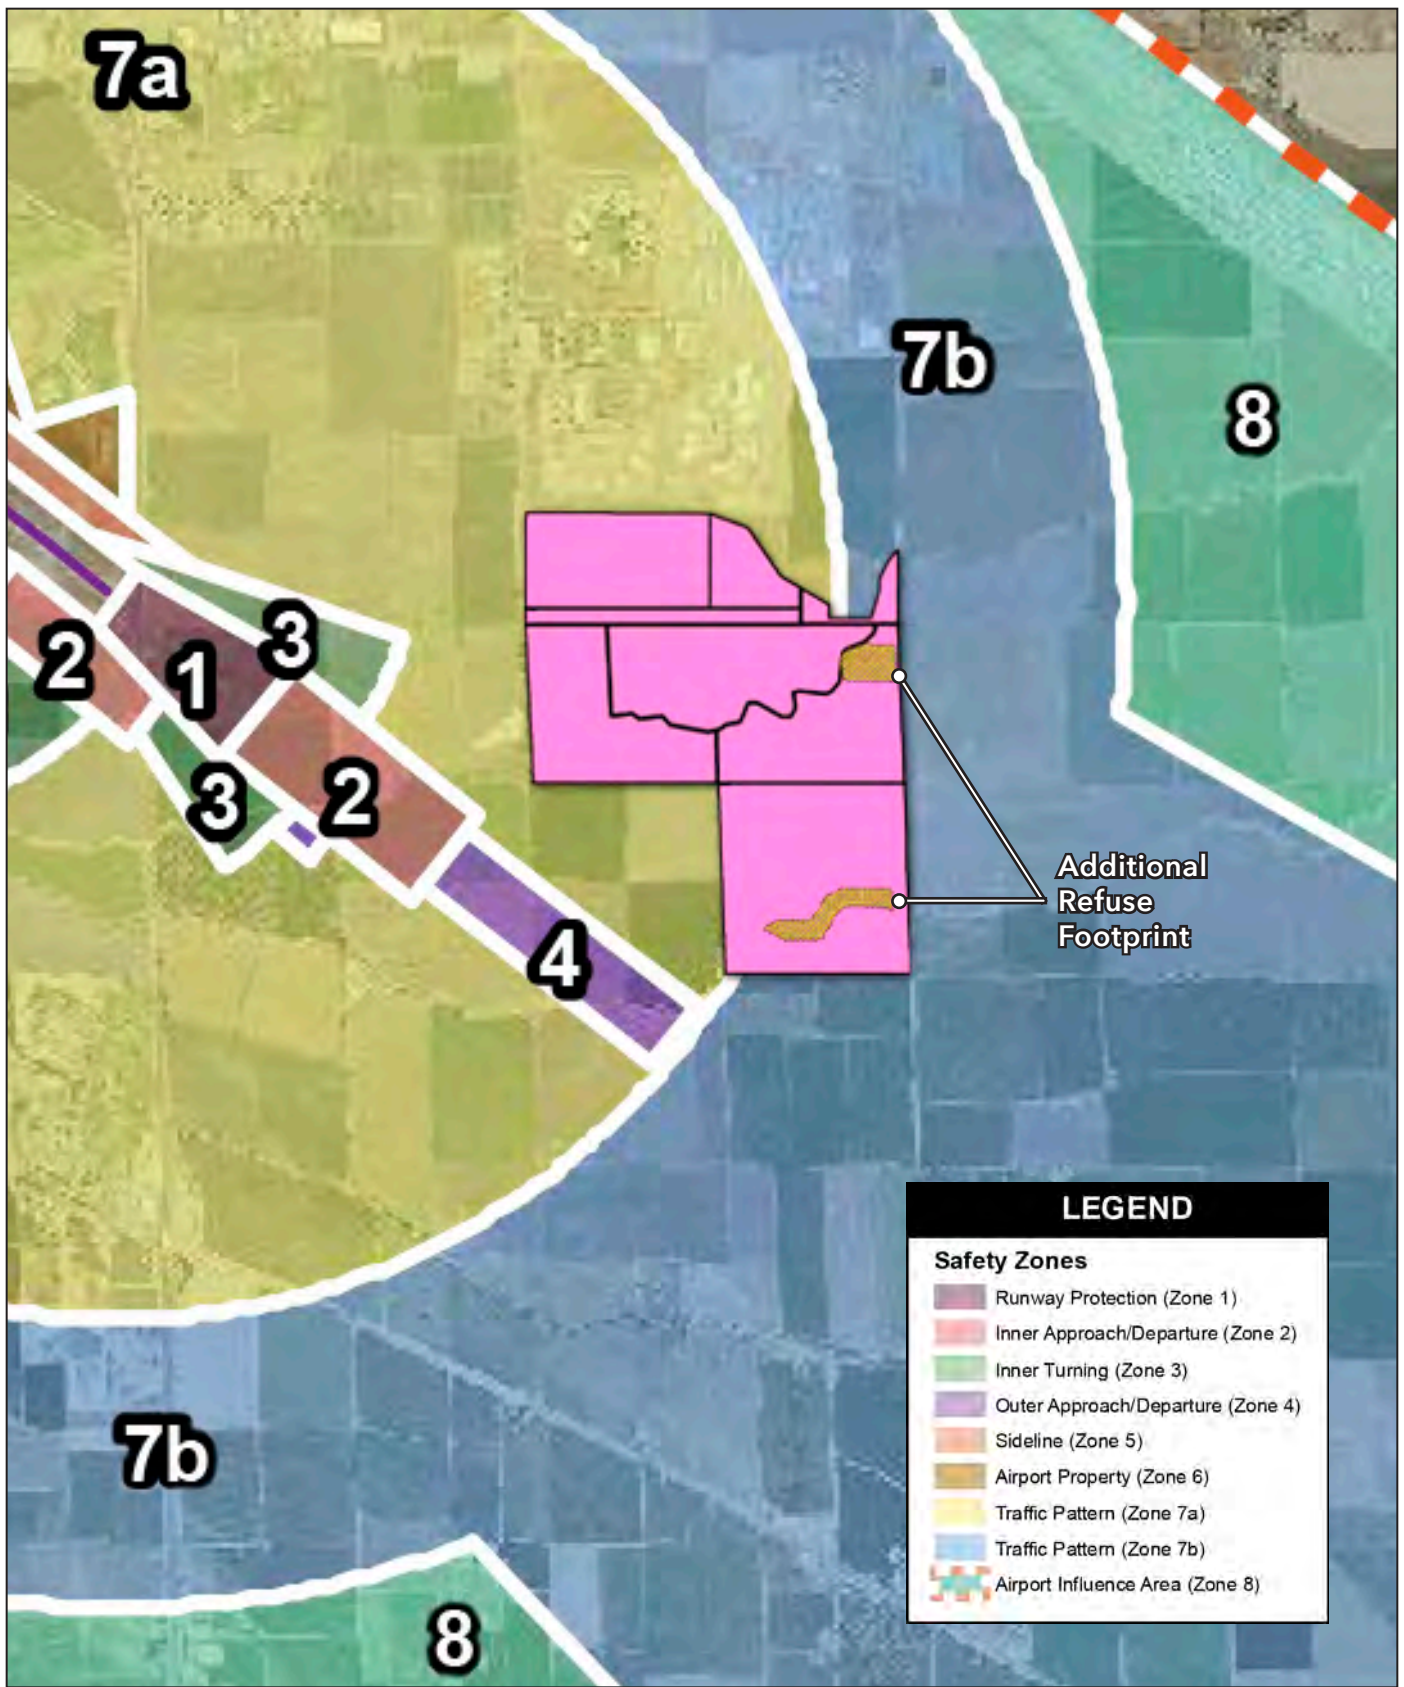 7a
7b
8
3
2
1
3
2
4
Additional
Refuse
Footprint
7b
8
LEGEND
Safety Zones
Runway Protection (Zone 1)
Inner Approach/Departure (Zone 2)
Inner Turning (Zone 3)
Outer Approach/Departure (Zone 4)
Sideline (Zone 5)
Airport Property (Zone 6)
Traffic Pattern (Zone 7a)
Traffic Pattern (Zone 7b)
Airport Influence Area (Zone 8)